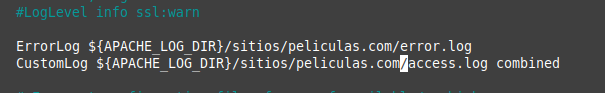 #LogLevel info ssl:warn
ErrorLog ${APACHE_LOG_DIR}/sitios/peliculas.com/error.log
CustomLog ${APACHE_LOG_DIR}/sitios/peliculas.com/access.log combined